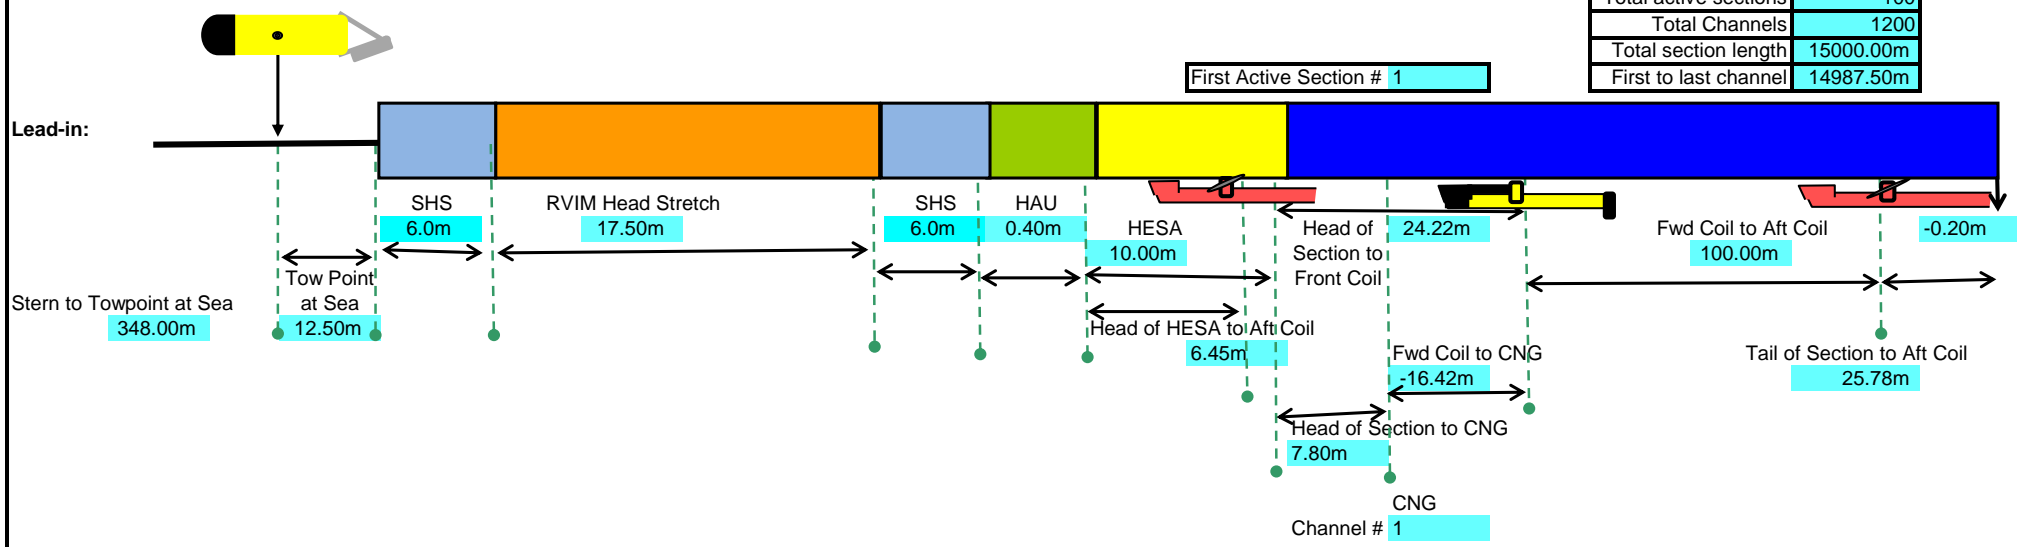 Total active sections 100
Total Channels 1200
Total section length 15000.00m
First to last channel 14987.50m
First Active Section # 1
Lead-in:
SHS
6.0m
RVIM Head Stretch
17.50m
SHS
6.0m
HAU
0.40m
HESA
10.00m
Head of
Section to
Front Coil
24.22m
Fwd Coil to Aft Coil
100.00m
-0.20m
Stern to Towpoint at Sea
348.00m
Tow Point
at Sea
12.50m
Head of HESA to Aft Coil
6.45m
Fwd Coil to CNG
-16.42m
Tail of Section to Aft Coil
25.78m
Head of Section to CNG
7.80m
CNG
Channel # 1